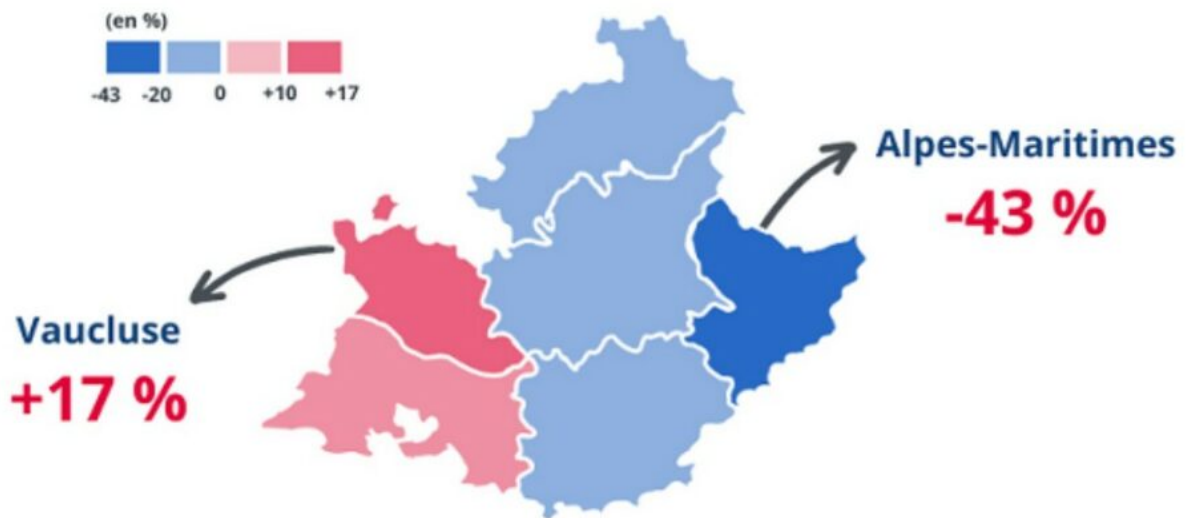 (en %)
-43 -20 0 +10 +17
Alpes-Maritimes
-43 %
Vaucluse
+17 %